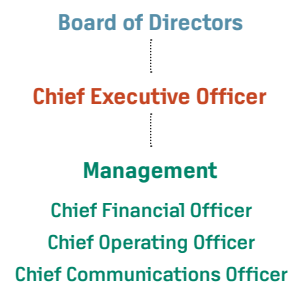 Board of Directors
Chief Executive Officer
Management
Chief Financial Officer
Chief Operating Officer
Chief Communications Officer